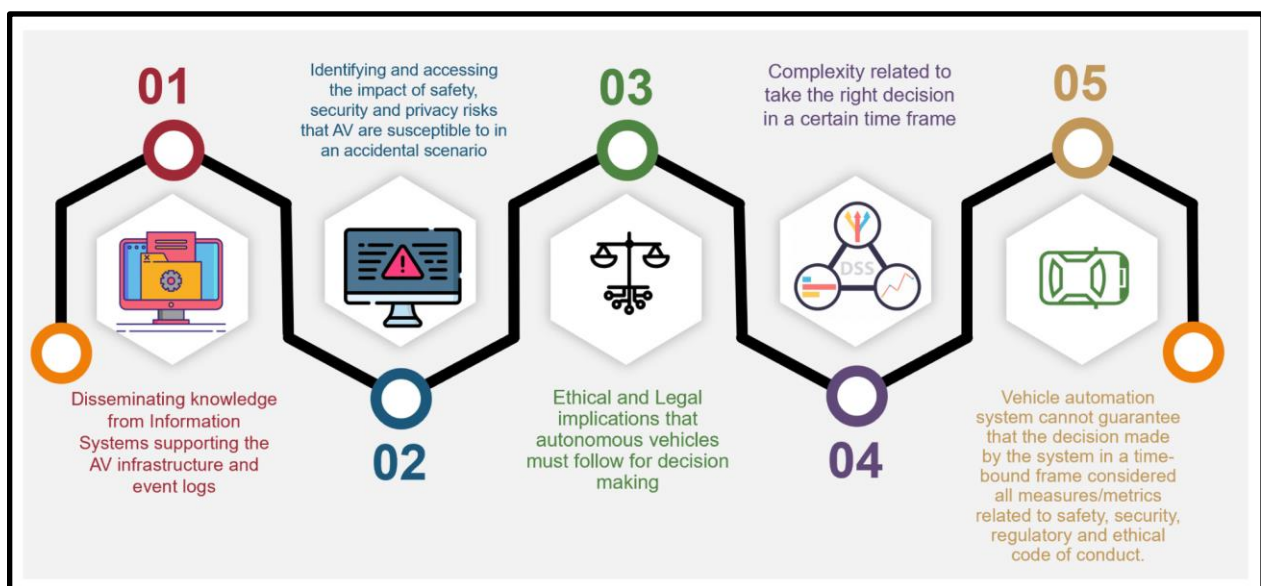 01
Disseminating knowledge
from Information
Systems supporting the
AV infrastructure and
event logs
Identifying and accessing
the impact of safety,
security and privacy risks
that AV are susceptible to in
an accidental scenario
02
03
Ethical and Legal
implications that
autonomous vehicles
must follow for decision
making
Complexity related to
take the right decision
in a certain time frame
DSS
04
05
Vehicle automation
system cannot guarantee
that the decision made
by the system in a time-
bound frame considered
all measures/metrics
related to safety, security,
regulatory and ethical
code of conduct.